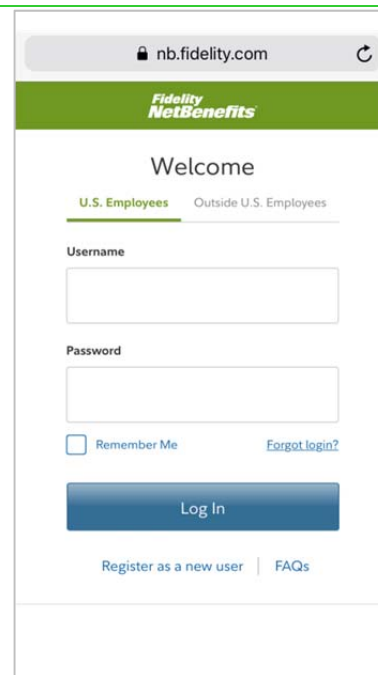 nb.fidelity.com
Fidelity
NetBenefits
Welcome
U.S. Employees Outside U.S. Employees
Username
Password
Remember Me Forgot login?
Log In
Register as a new user | FAQs